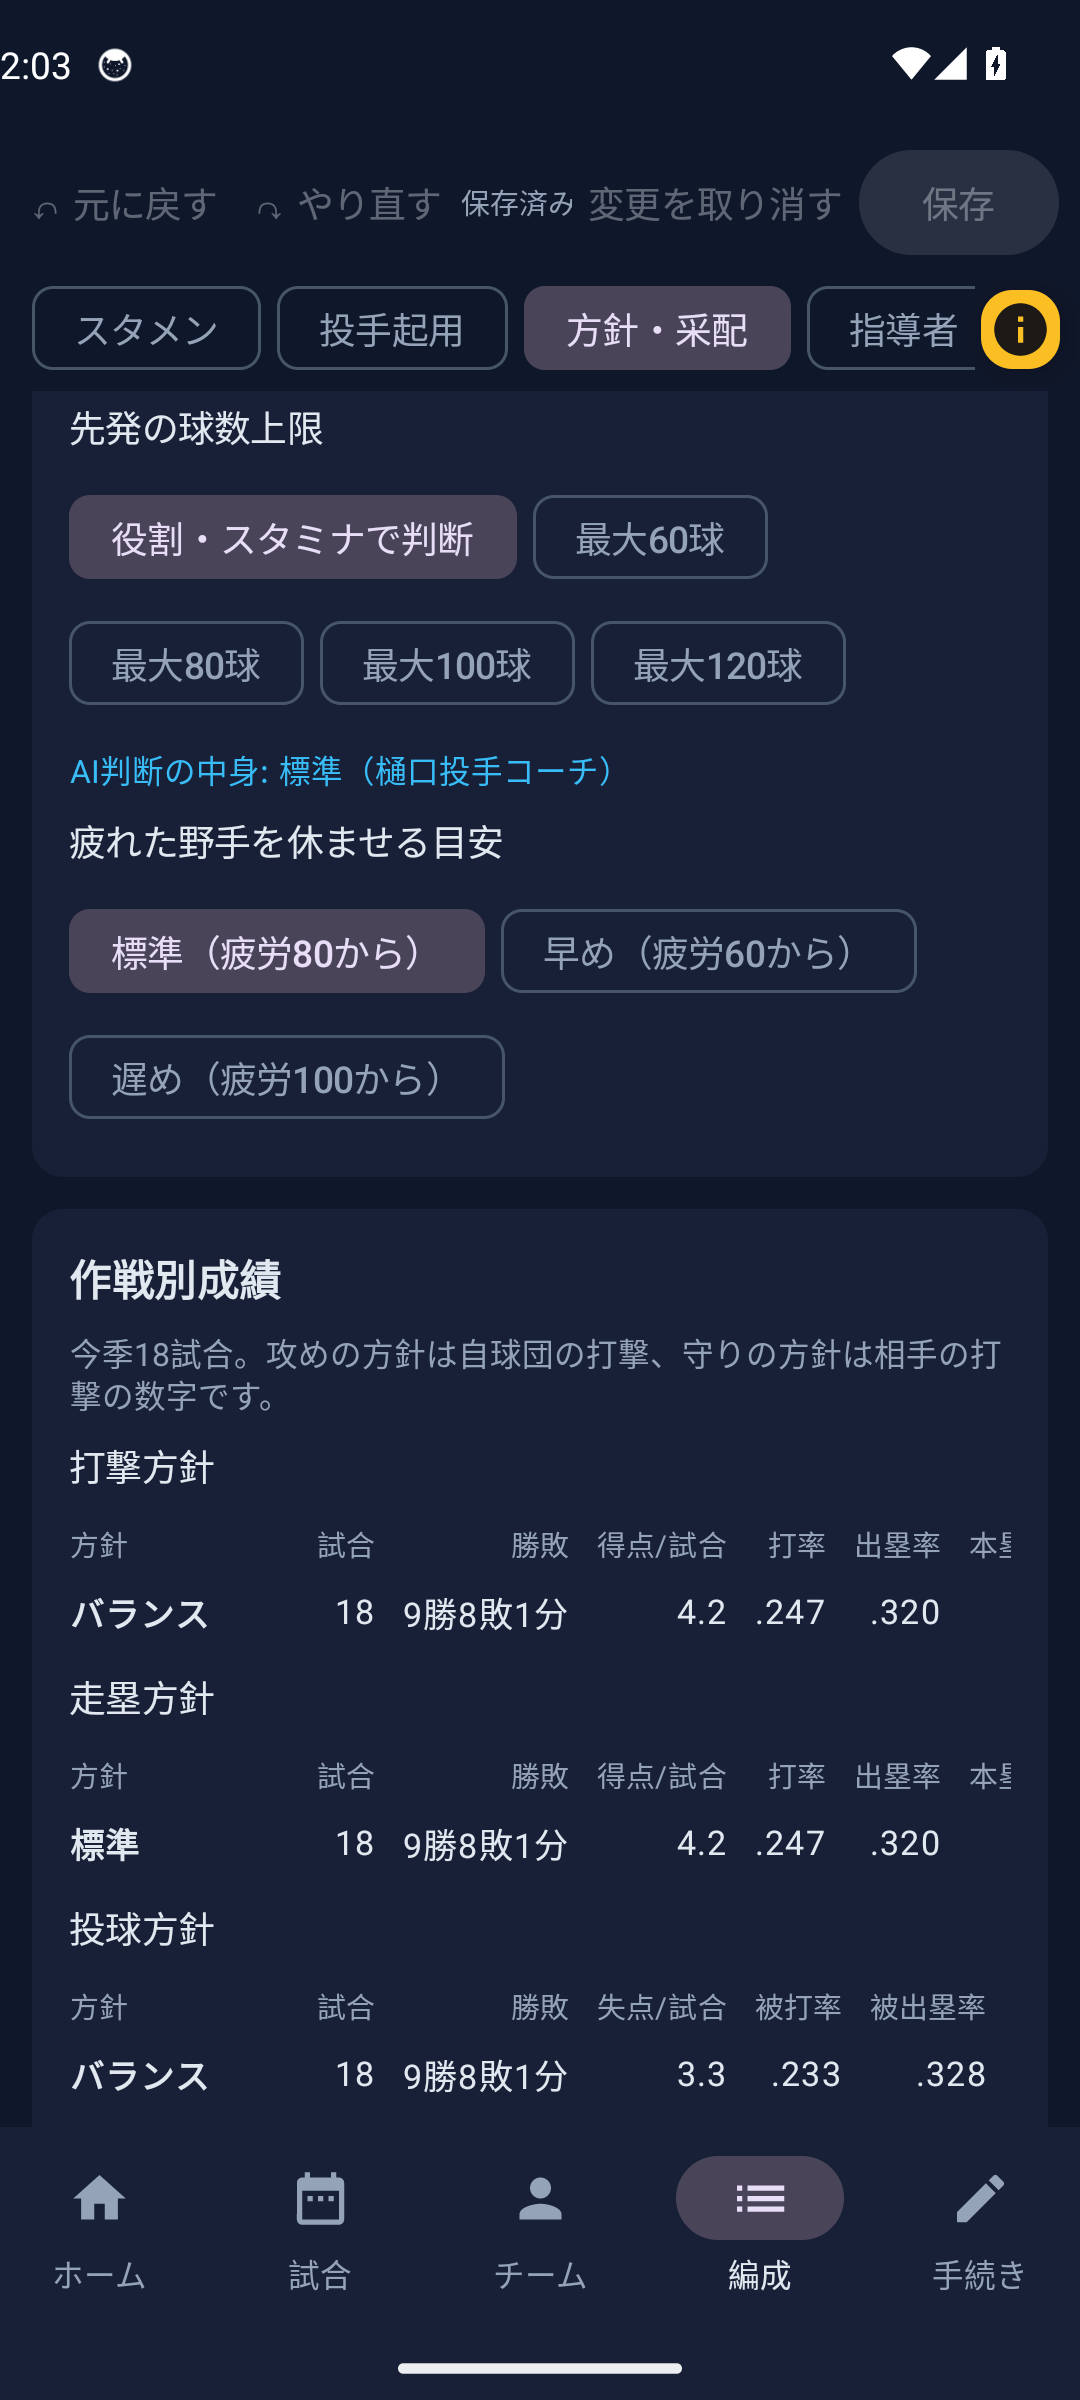 2:03
元に戻す やり直す 保存済み 変更を取り消す 保存
スタメン 投手起用 方針・采配 指導者
先発の球数上限
役割・スタミナで判断 最大60球
最大80球 最大100球 最大120球
AI判断の中身: 標準（樋口投手コーチ）
疲れた野手を休ませる目安
標準（疲労80から） 早め（疲労60から）
遅め（疲労100から）
作戦別成績
今季18試合。攻めの方針は自球団の打撃、守りの方針は相手の打
撃の数字です。
打撃方針
方針 試合 勝敗 得点/試合 打率 出塁率 本
バランス 18 9勝8敗1分 4.2 .247 .320
走塁方針
方針 試合 勝敗 得点/試合 打率 出塁率 本
標準 18 9勝8敗1分 4.2 .247 .320
投球方針
方針 試合 勝敗 失点/試合 被打率 被出塁率
バランス 18 9勝8敗1分 3.3 .233 .328
ホーム 試合 チーム 編成 手続き